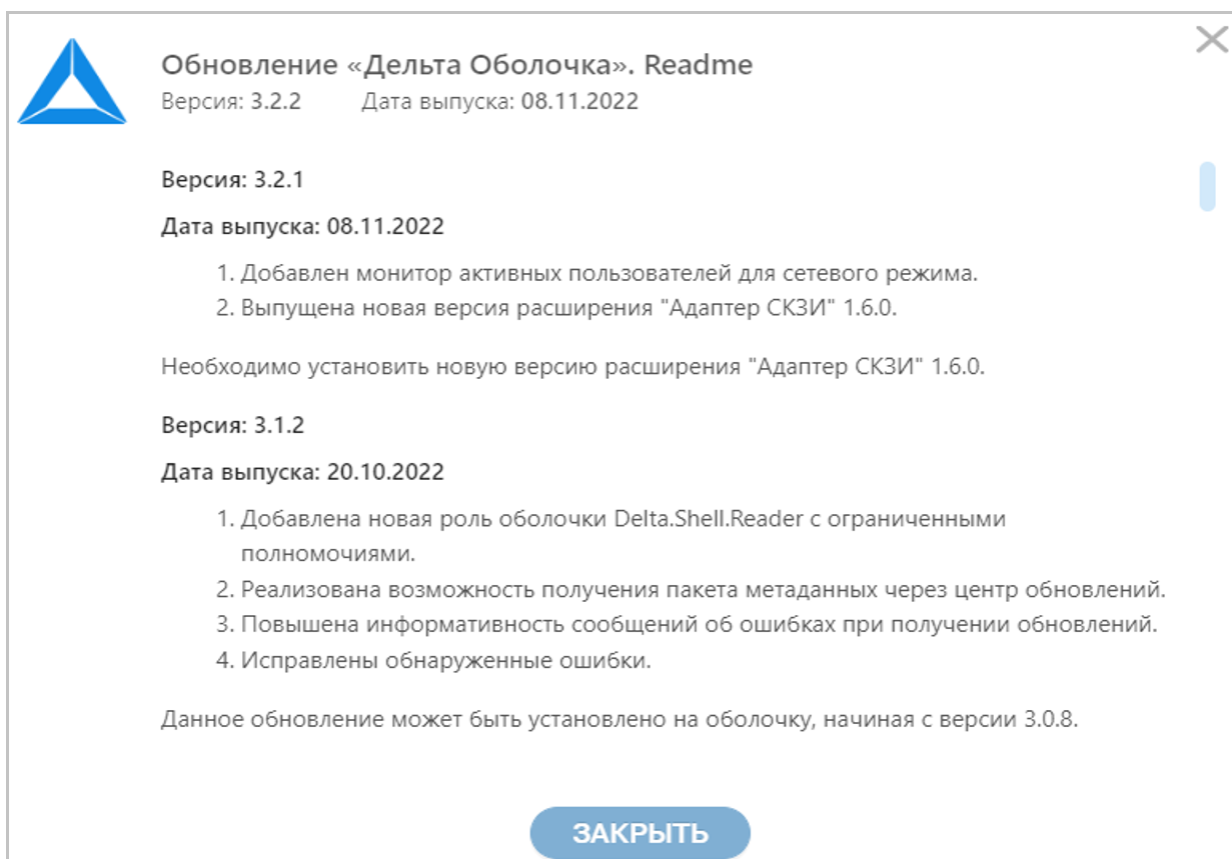 Обновление «Дельта Оболочка». Readme
Версия: 3.2.2 Дата выпуска: 08.11.2022
Версия: 3.2.1
Дата выпуска: 08.11.2022
1. Добавлен монитор активных пользователей для сетевого режима.
2. Выпущена новая версия расширения "Адаптер СКЗИ" 1.6.0.
Необходимо установить новую версию расширения "Адаптер СКЗИ" 1.6.0.
Версия: 3.1.2
Дата выпуска: 20.10.2022
1. Добавлена новая роль оболочки Delta.Shell.Reader с ограниченными
полномочиями.
2. Реализована возможность получения пакета метаданных через центр обновлений.
3. Повышена информативность сообщений об ошибках при получении обновлений.
4. Исправлены обнаруженные ошибки.
Данное обновление может быть установлено на оболочку, начиная с версии 3.0.8.
ЗАКРЫТЬ